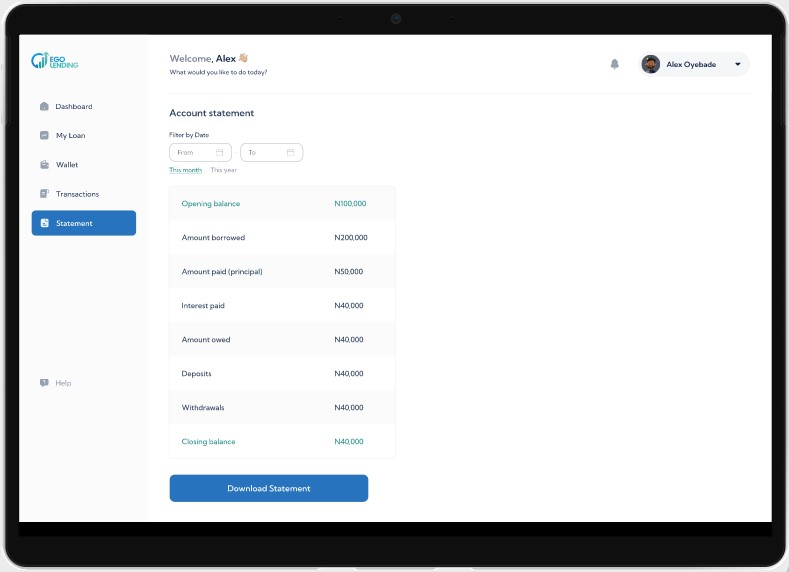 EGO
LENDING
Welcome, Alex 👋🏼
What would you like to do today?
Alex Oyebade
Dashboard
My Loan
Wallet
Transactions
Statement
Help
Account statement
Filter by Date
From
To
This month
This year
Opening balance N100,000
Amount borrowed N200,000
Amount paid (principal) N50,000
Interest paid N40,000
Amount owed N40,000
Deposits N40,000
Withdrawals N40,000
Closing balance N40,000
Download Statement